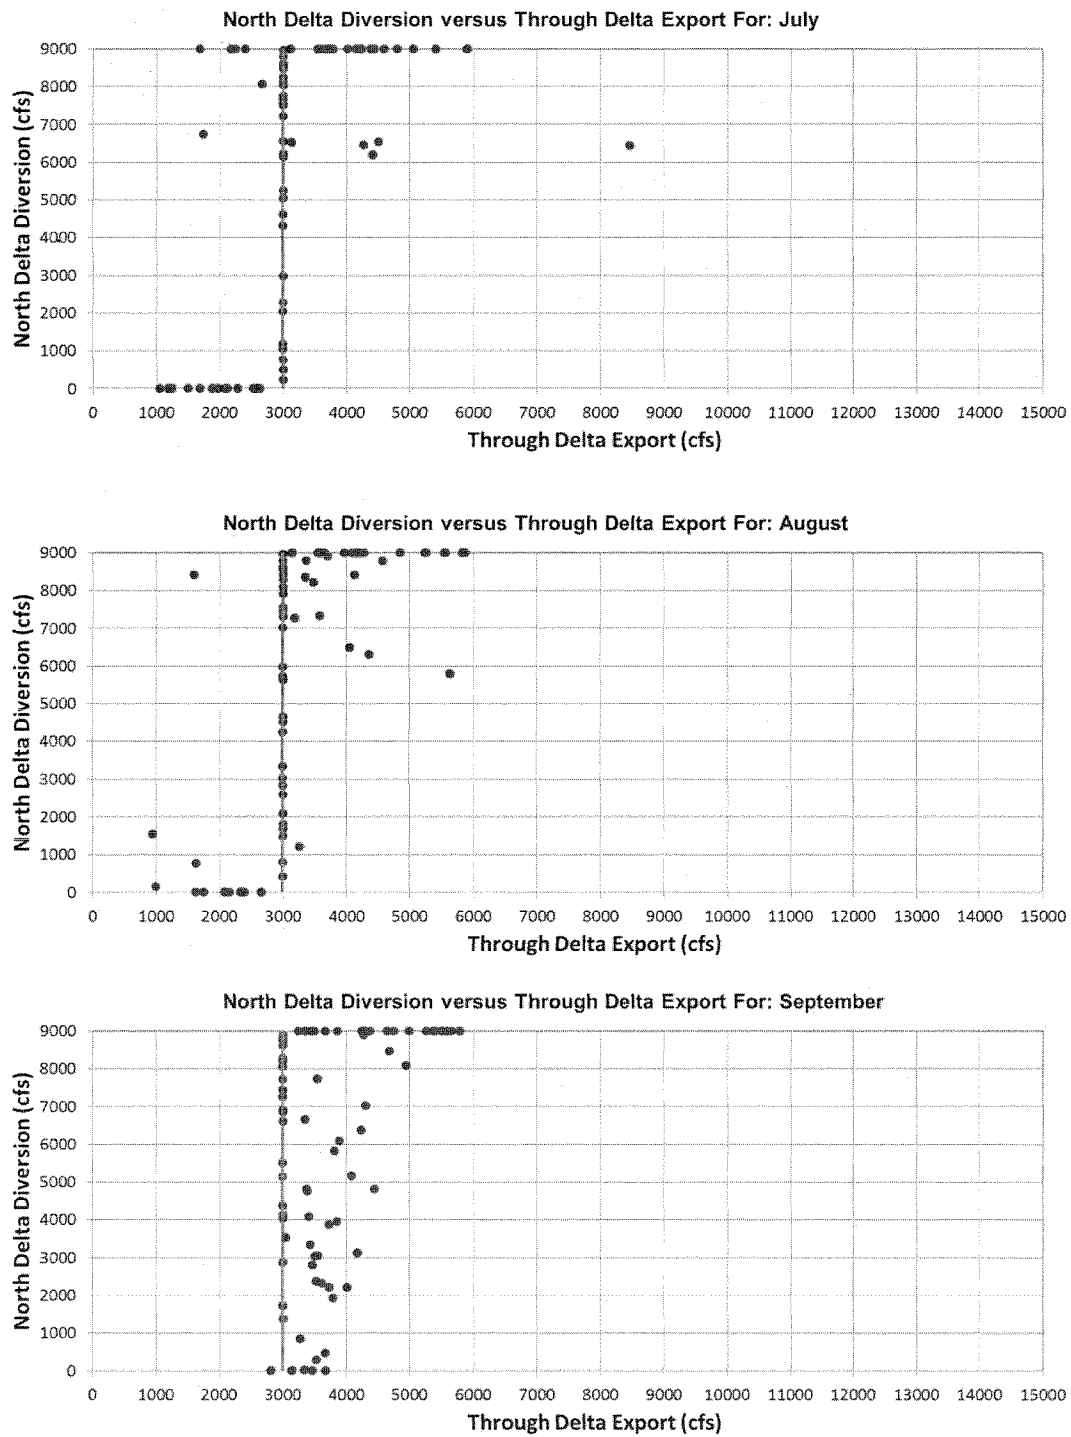 North Delta Diversion versus Through Delta Export For: July
North Delta Diversion (cfs)
9000
8000
7000
6000
5000
4000
3000
2000
1000
0
0 1000 2000 3000 4000 5000 6000 7000 8000 9000 10000 11000 12000 13000 14000 15000
Through Delta Export (cfs)
North Delta Diversion versus Through Delta Export For: August
North Delta Diversion (cfs)
9000
8000
7000
6000
5000
4000
3000
2000
1000
0
0 1000 2000 3000 4000 5000 6000 7000 8000 9000 10000 11000 12000 13000 14000 15000
Through Delta Export (cfs)
North Delta Diversion versus Through Delta Export For: September
North Delta Diversion (cfs)
9000
8000
7000
6000
5000
4000
3000
2000
1000
0
0 1000 2000 3000 4000 5000 6000 7000 8000 9000 10000 11000 12000 13000 14000 15000
Through Delta Export (cfs)